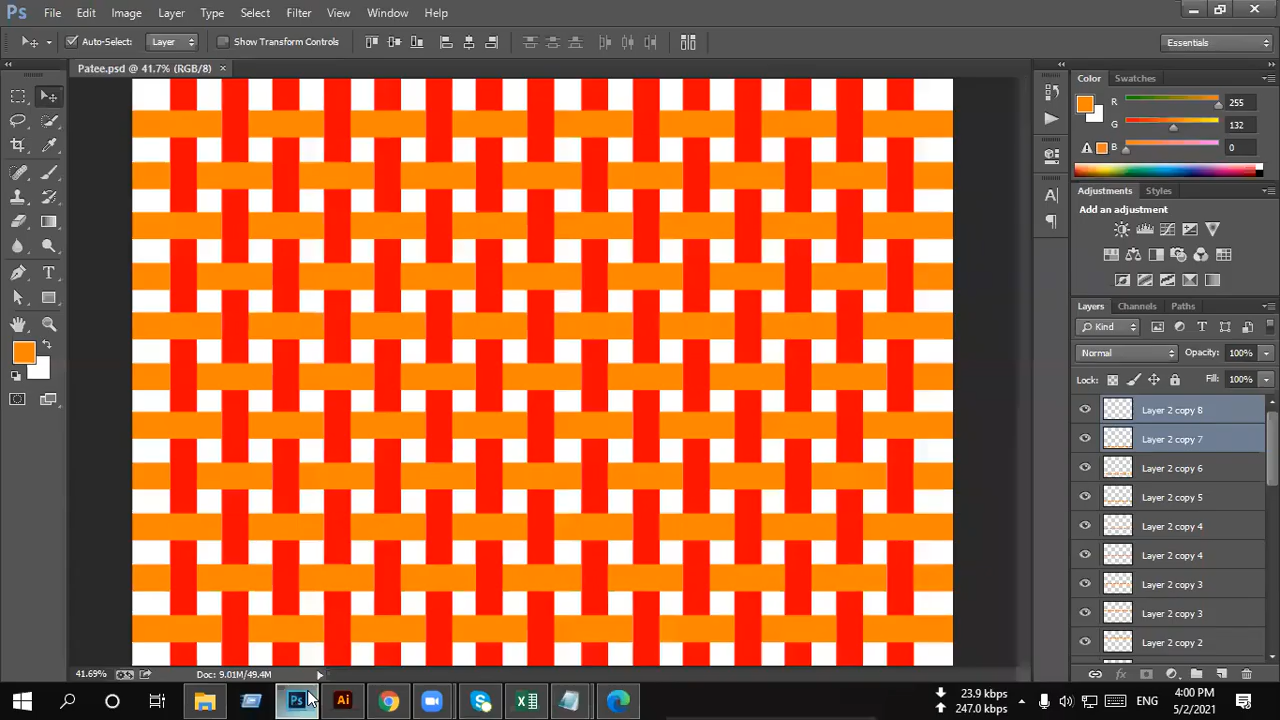 Ps File Edit Image Layer Type Select Filter View Window Help
Auto-Select: Layer Show Transform Controls Essentials
Patee.psd @ 41.7% (RGB/8) ×
Color Swatches
R 255
G 132
B 0
Adjustments Styles
Add an adjustment
Layers Channels Paths
Kind
Normal Opacity: 100%
Lock: Fill: 100%
Layer 2 copy 8
Layer 2 copy 7
Layer 2 copy 6
Layer 2 copy 5
Layer 2 copy 4
Layer 2 copy 4
Layer 2 copy 3
Layer 2 copy 3
Layer 2 copy 2
41.69% Doc: 9.01M/49.4M
Ps Ai
23.9 kbps
247.0 kbps
ENG
4:00 PM
5/2/2021